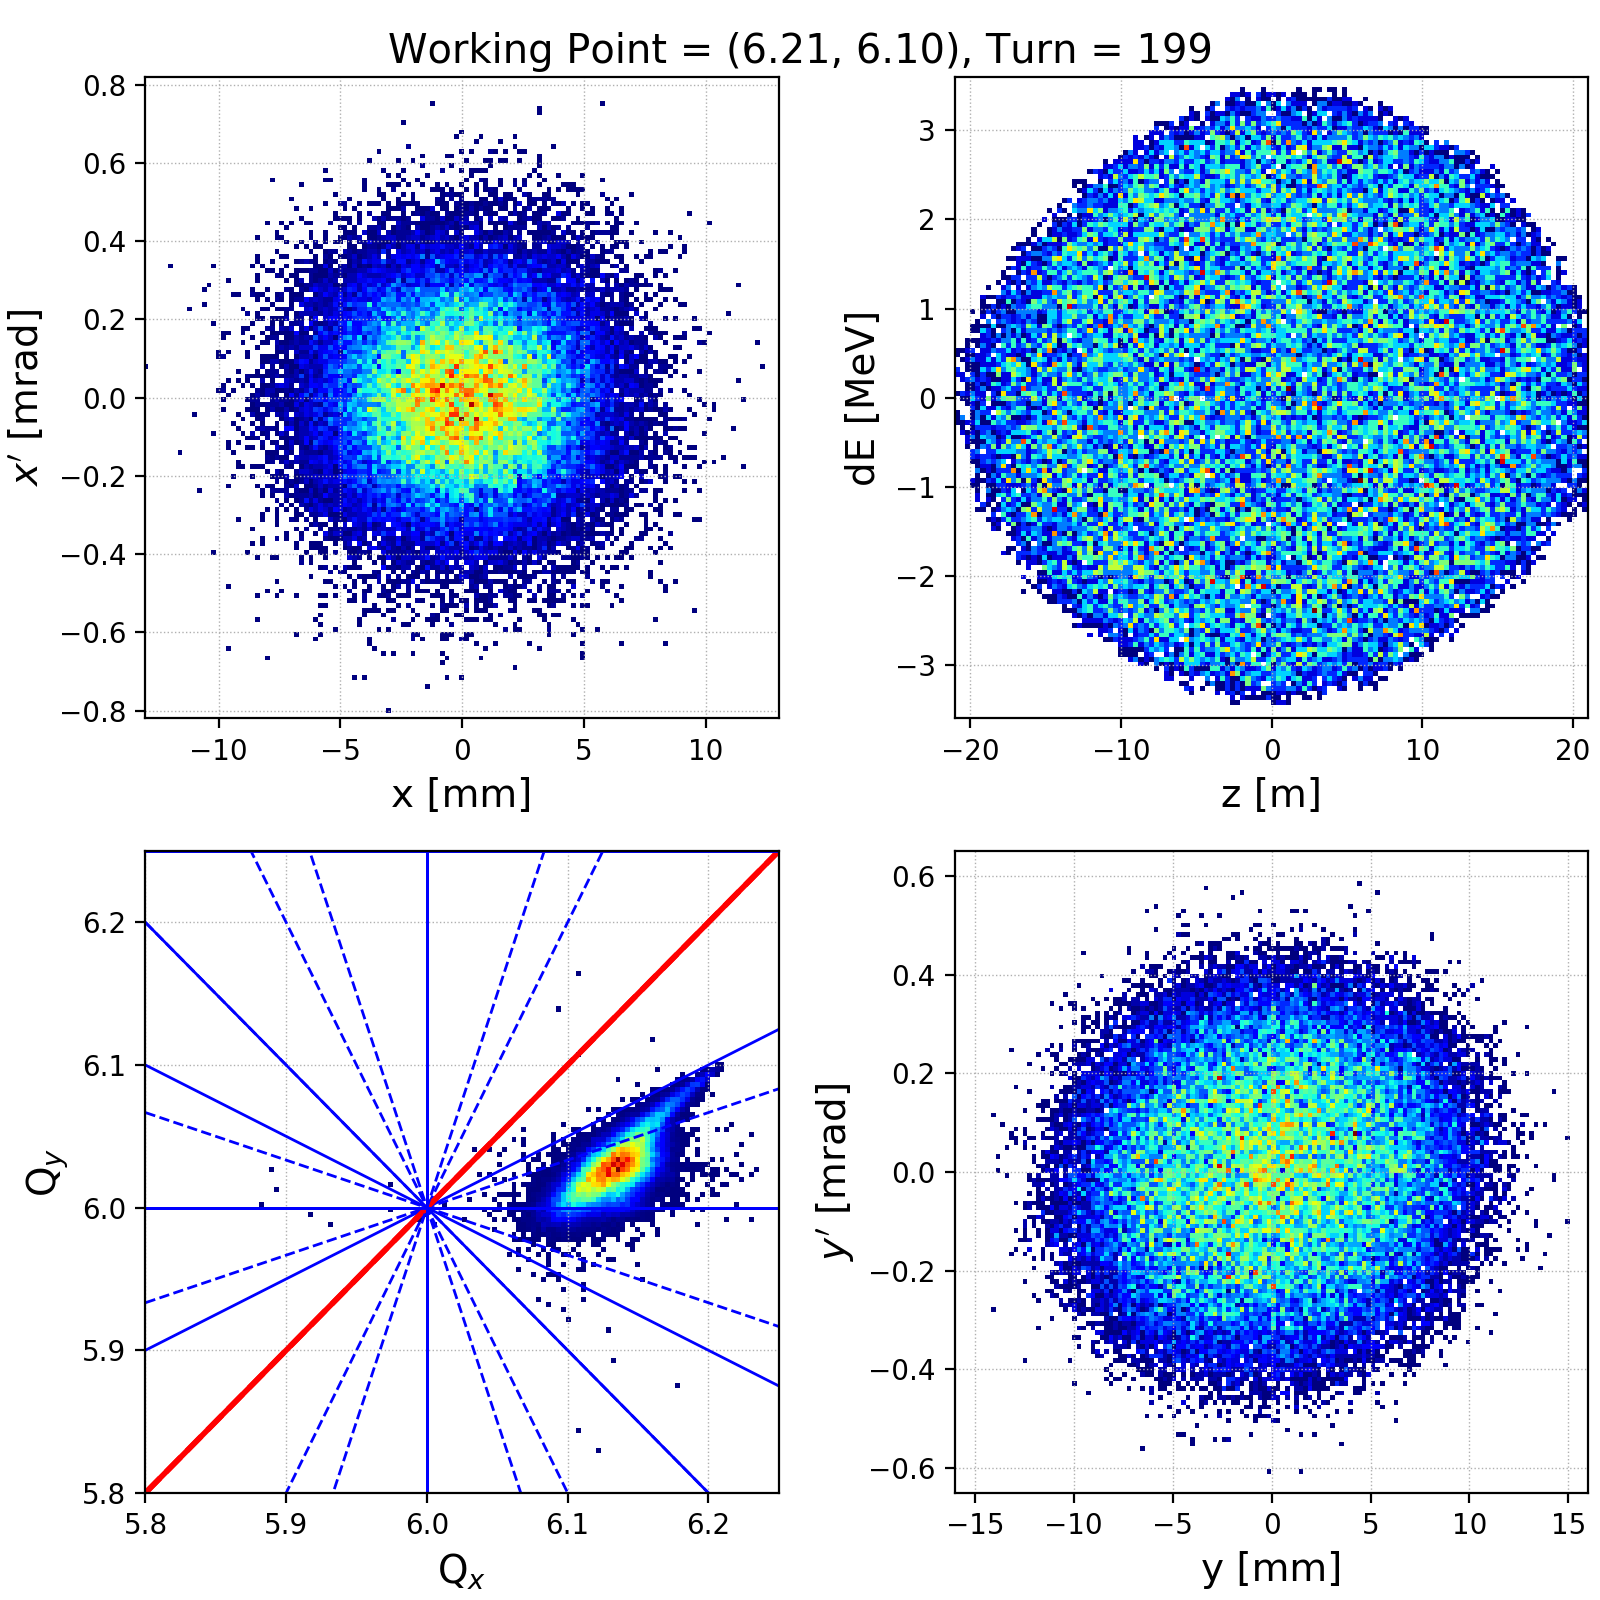 Working Point = (6.21, 6.10), Turn = 199
0.8
0.6
0.4
0.2
0.0
−0.2
−0.4
−0.6
−0.8
x′ [mrad]
−10 −5 0 5 10
x [mm]
3
2
1
0
−1
−2
−3
dE [MeV]
−20 −10 0 10 20
z [m]
6.2
6.1
6.0
5.9
5.8
Qy
5.8 5.9 6.0 6.1 6.2
Qx
0.6
0.4
0.2
0.0
−0.2
−0.4
−0.6
y′ [mrad]
−15 −10 −5 0 5 10 15
y [mm]